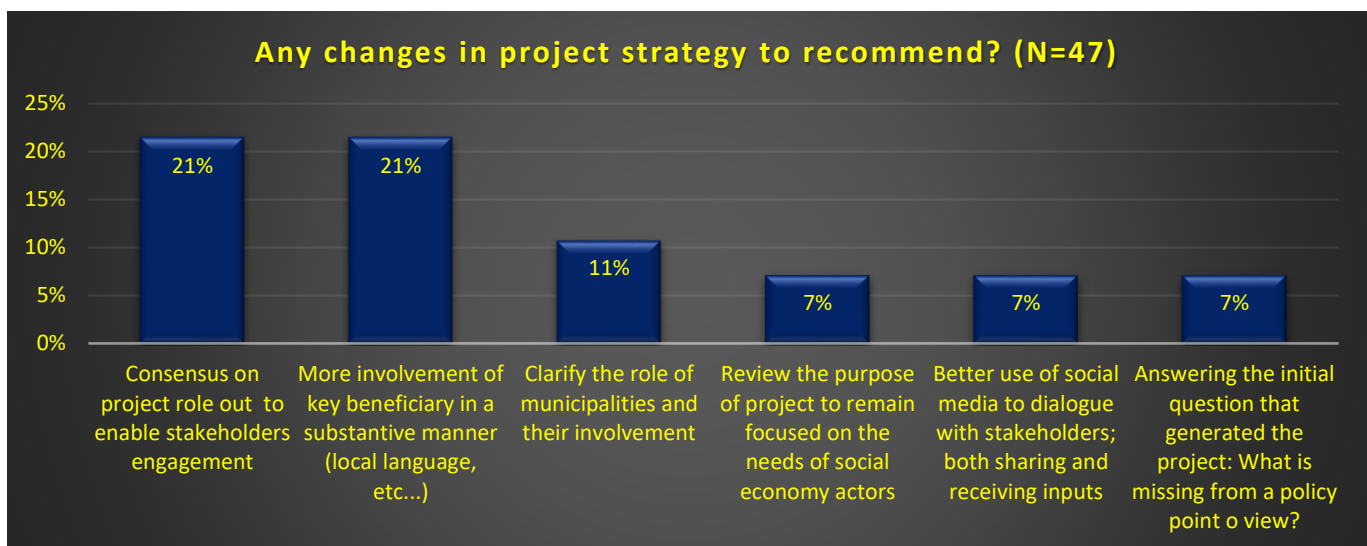 Any changes in project strategy to recommend? (N=47)
25%
20%
15%
10%
5%
0%
21%
21%
11%
7%
7%
7%
Consensus on
project role out to
enable stakeholders
engagement
More involvement of
key beneficiary in a
substantive manner
(local language,
etc...)
Clarify the role of
municipalities and
their involvement
Review the purpose
of project to remain
focused on the
needs of social
economy actors
Better use of social
media to dialogue
with stakeholders;
both sharing and
receiving inputs
Answering the initial
question that
generated the
project: What is
missing from a policy
point o view?